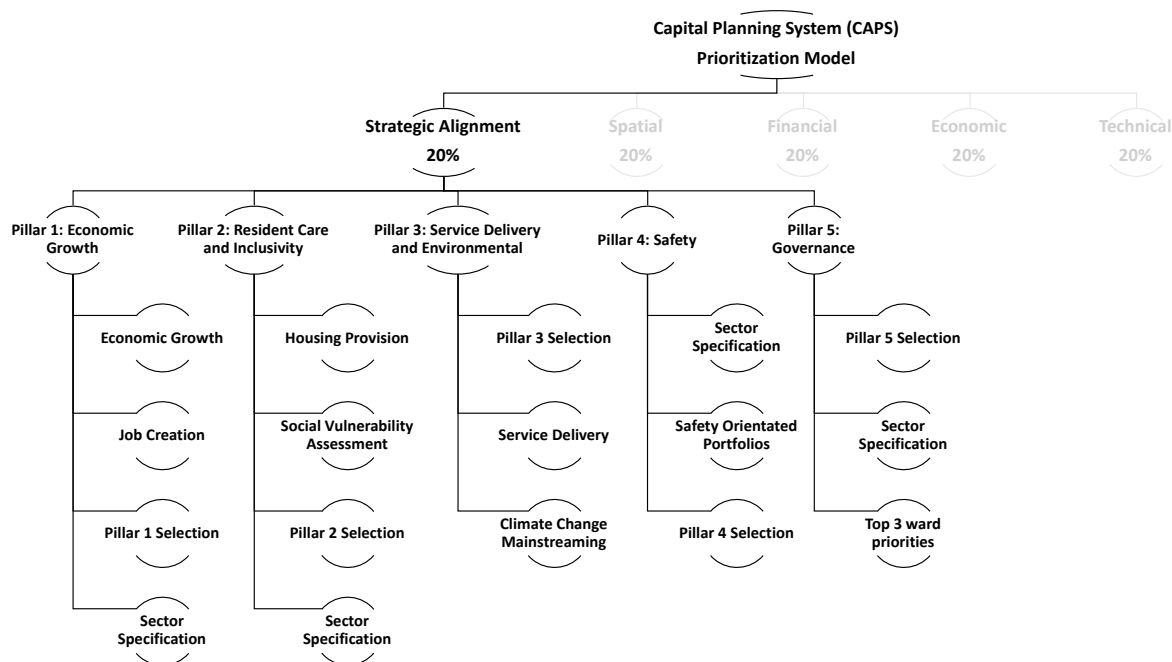 Capital Planning System (CAPS)
Prioritization Model
Strategic Alignment
20%
Spatial
20%
Financial
20%
Economic
20%
Technical
20%
Pillar 1: Economic
Growth
Pillar 2: Resident Care
and Inclusivity
Pillar 3: Service Delivery
and Environmental
Pillar 4: Safety
Pillar 5:
Governance
Economic Growth
Job Creation
Pillar 1 Selection
Sector
Specification
Housing Provision
Social Vulnerability
Assessment
Pillar 2 Selection
Sector
Specification
Pillar 3 Selection
Service Delivery
Climate Change
Mainstreaming
Sector
Specification
Safety Orientated
Portfolios
Pillar 4 Selection
Pillar 5 Selection
Sector
Specification
Top 3 ward
priorities